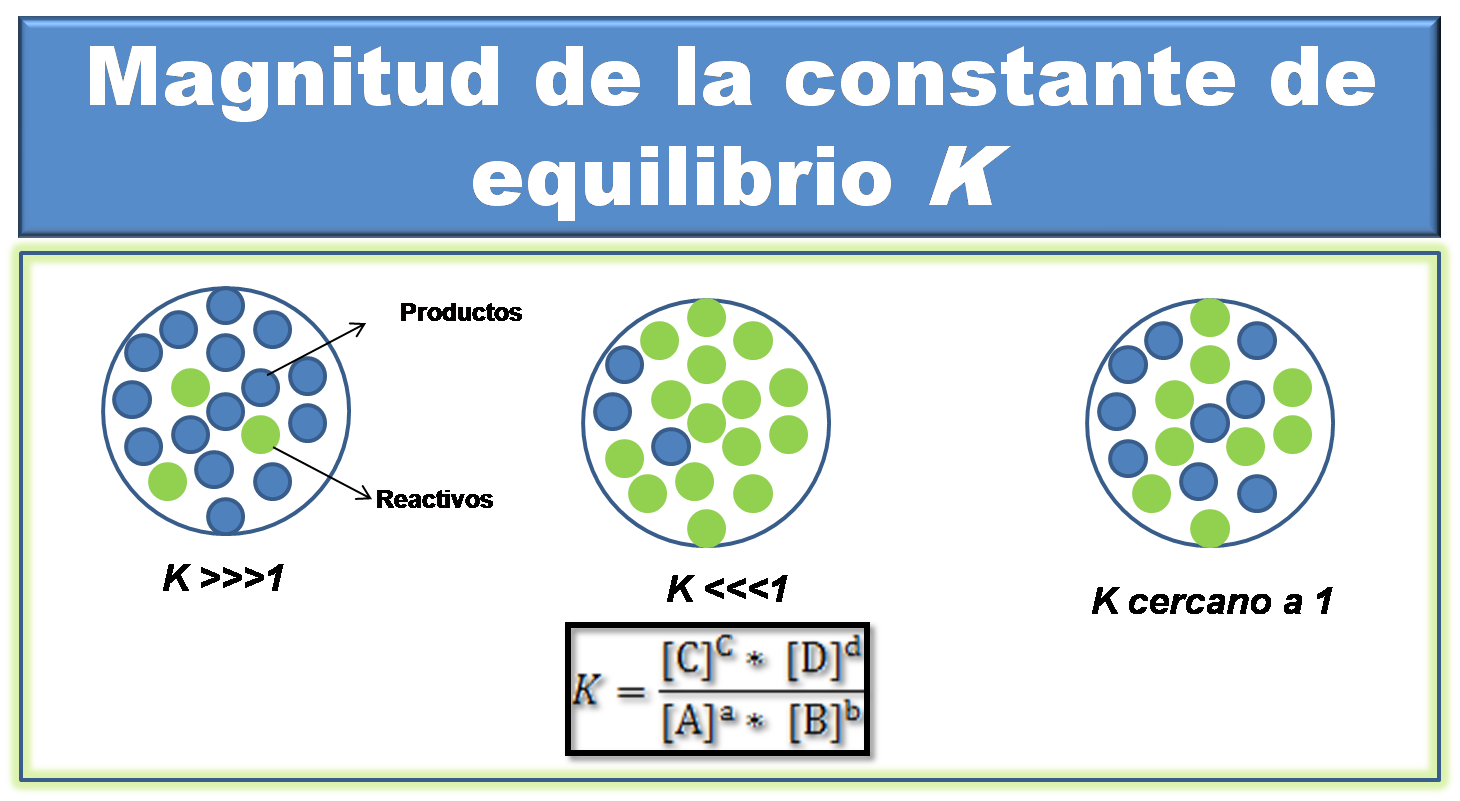 Magnitud de la constante de
equilibrio K
Productos
Reactivos
K >>>1
K <<<1
K cercano a 1
K = [C]^C * [D]^d / [A]^a * [B]^b